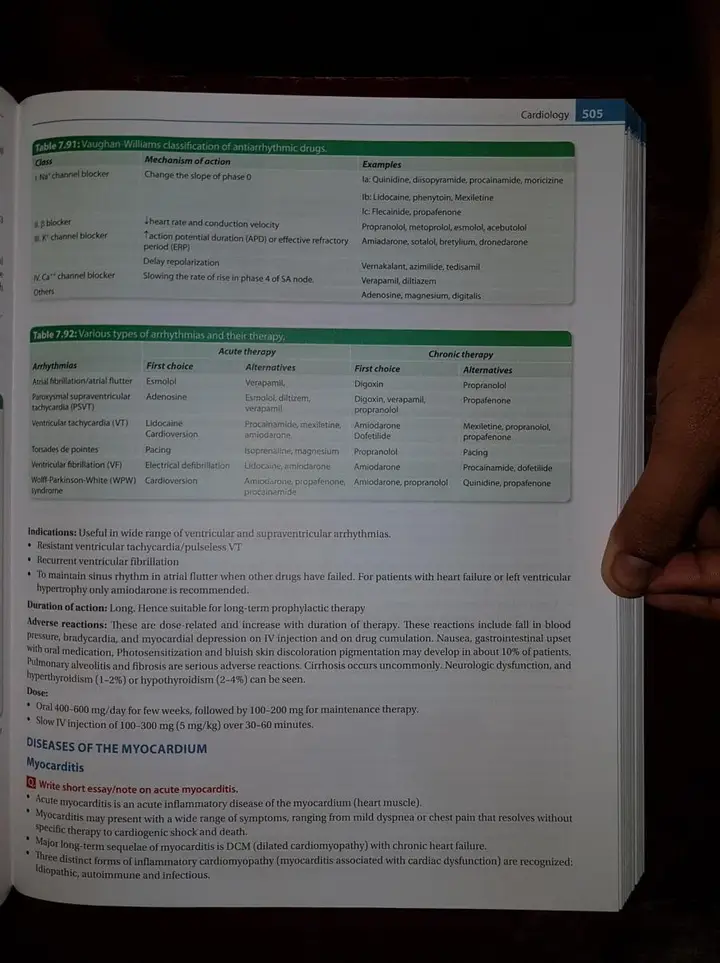 Cardiology 505
Table 7.91: Vaughan-Williams classification of antiarrhythmic drugs.
Class Mechanism of action Examples
I. Na⁺ channel blocker Change the slope of phase 0 Ia: Quinidine, diisopyramide, procainamide, moricizine
Ib: Lidocaine, phenytoin, Mexiletine
Ic: Flecainide, propafenone
II. β blocker ↓heart rate and conduction velocity Propranolol, metoprolol, esmolol, acebutolol
III. K⁺ channel blocker ↑action potential duration (APD) or effective refractory Amiadarone, sotalol, bretylium, dronedarone
period (ERP)
Delay repolarization Vernakalant, azimilide, tedisamil
IV. Ca⁺⁺ channel blocker Slowing the rate of rise in phase 4 of SA node. Verapamil, diltiazem
Others Adenosine, magnesium, digitalis
Table 7.92: Various types of arrhythmias and their therapy.
Acute therapy Chronic therapy
Arrhythmias First choice Alternatives First choice Alternatives
Atrial fibrillation/atrial flutter Esmolol Verapamil, Digoxin Propranolol
Paroxysmal supraventricular Adenosine Esmolol, diltizem, Digoxin, verapamil, Propafenone
tachycardia (PSVT) verapamil propranolol
Ventricular tachycardia (VT) Lidocaine Procainamide, mexiletine, Amiadarone Mexiletine, propranolol,
Cardioversion amiodarone Dofetilide propafenone
Torsades de pointes Pacing Isoprenaline, magnesium Propranolol Pacing
Ventricular fibrillation (VF) Electrical defibrillation Lidocaine, amiodarone Amiodarone Procainamide, dofetilide
Wolff-Parkinson-White (WPW) Cardioversion Amiodarone, propafenone, Amiodarone, propranolol Quinidine, propafenone
syndrome procainamide
Indications: Useful in wide range of ventricular and supraventricular arrhythmias.
• Resistant ventricular tachycardia/pulseless VT
• Recurrent ventricular fibrillation
• To maintain sinus rhythm in atrial flutter when other drugs have failed. For patients with heart failure or left ventricular
hypertrophy only amiodarone is recommended.
Duration of action: Long. Hence suitable for long-term prophylactic therapy
Adverse reactions: These are dose-related and increase with duration of therapy. These reactions include fall in blood
pressure, bradycardia, and myocardial depression on IV injection and on drug cumulation. Nausea, gastrointestinal upset
with oral medication, Photosensitization and bluish skin discoloration pigmentation may develop in about 10% of patients.
Pulmonary alveolitis and fibrosis are serious adverse reactions. Cirrhosis occurs uncommonly. Neurologic dysfunction, and
hyperthyroidism (1–2%) or hypothyroidism (2–4%) can be seen.
Dose:
• Oral 400–600 mg/day for few weeks, followed by 100–200 mg for maintenance therapy.
• Slow IV injection of 100–300 mg (5 mg/kg) over 30–60 minutes.
DISEASES OF THE MYOCARDIUM
Myocarditis
Q Write short essay/note on acute myocarditis.
• Acute myocarditis is an acute inflammatory disease of the myocardium (heart muscle).
• Myocarditis may present with a wide range of symptoms, ranging from mild dyspnea or chest pain that resolves without
specific therapy to cardiogenic shock and death.
• Major long-term sequelae of myocarditis is DCM (dilated cardiomyopathy) with chronic heart failure.
• Three distinct forms of inflammatory cardiomyopathy (myocarditis associated with cardiac dysfunction) are recognized:
Idiopathic, autoimmune and infectious.